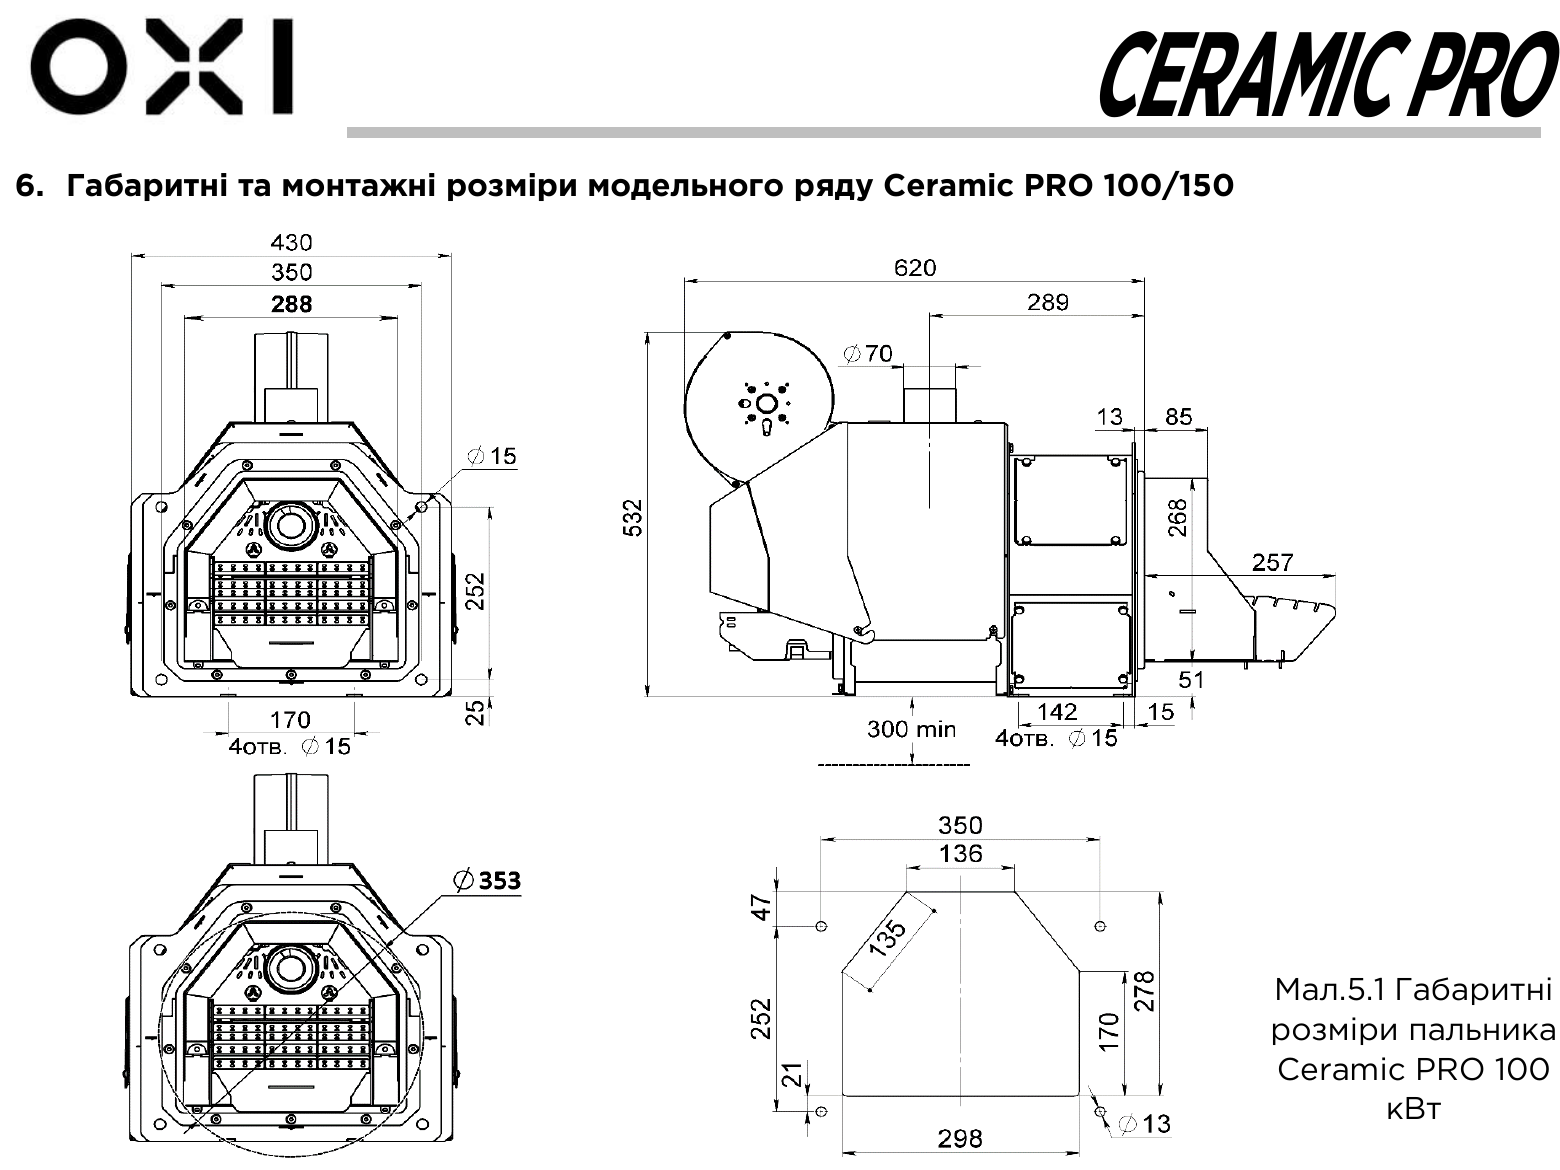 OXI
CERAMIC PRO
6. Габаритні та монтажні розміри модельного ряду Ceramic PRO 100/150
430
350
288
∅15
252
25
170
4отв. ∅15
620
289
∅70
13
85
532
268
257
51
300 min
142
15
4отв. ∅15
∅353
350
136
47
135
252
278
170
21
298
∅13
Мал.5.1 Габаритні
розміри пальника
Ceramic PRO 100
кВт